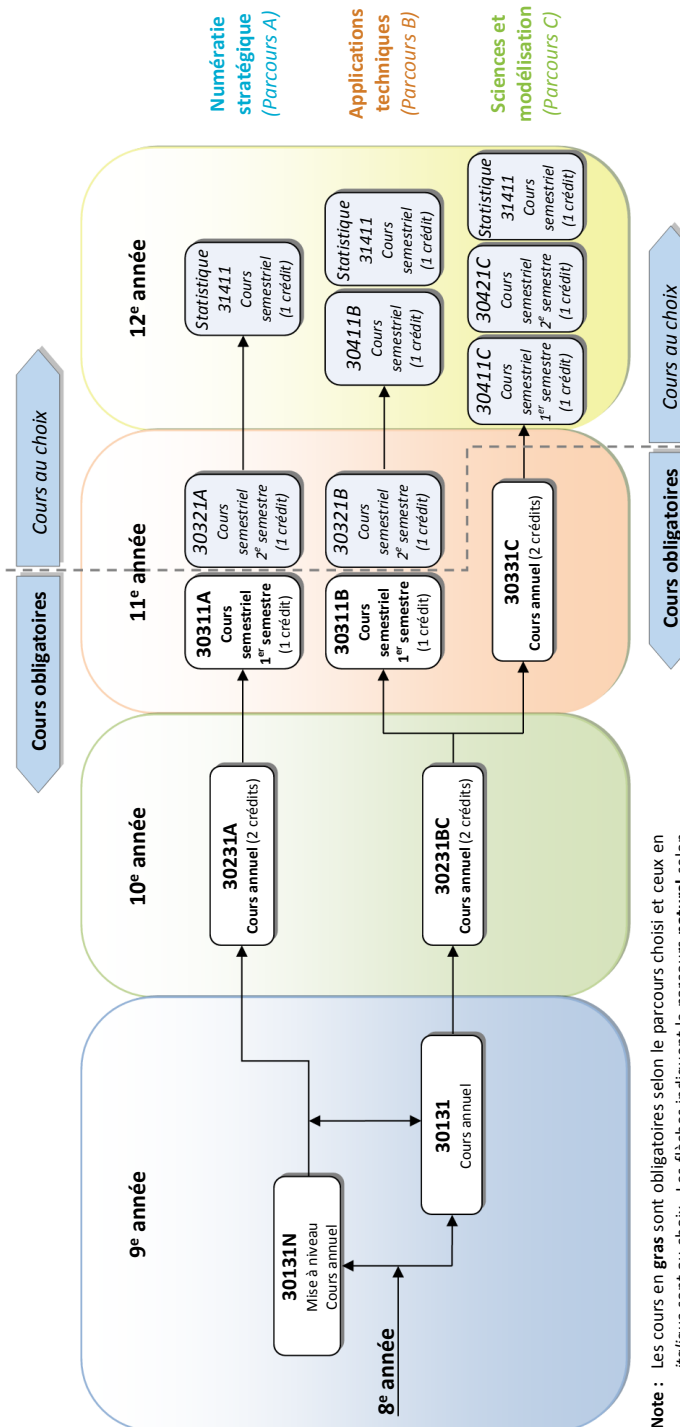 Cours obligatoires
Cours au choix
9e année
10e année
11e année
12e année
8e année
30131N
Mise à niveau
Cours annuel
30131
Cours annuel
30231A
Cours annuel (2 crédits)
30231BC
Cours annuel (2 crédits)
30311A
Cours
semestriel
1er semestre
(1 crédit)
30321A
Cours
semestriel
2e semestre
(1 crédit)
Statistique
31411
Cours
semestriel
(1 crédit)
Numératie
stratégique
(Parcours A)
30311B
Cours
semestriel
1er semestre
(1 crédit)
30321B
Cours
semestriel
2e semestre
(1 crédit)
30411B
Cours
semestriel
(1 crédit)
Statistique
31411
Cours
semestriel
(1 crédit)
Applications
techniques
(Parcours B)
30331C
Cours annuel (2 crédits)
30411C
Cours
semestriel
1er semestre
(1 crédit)
30421C
Cours
semestriel
2e semestre
(1 crédit)
Statistique
31411
Cours
semestriel
(1 crédit)
Sciences et
modélisation
(Parcours C)
Cours obligatoires
Cours au choix
Note : Les cours en gras sont obligatoires selon le parcours choisi et ceux en
italique sont au choix. Les flèches indiquent le parcours naturel selon